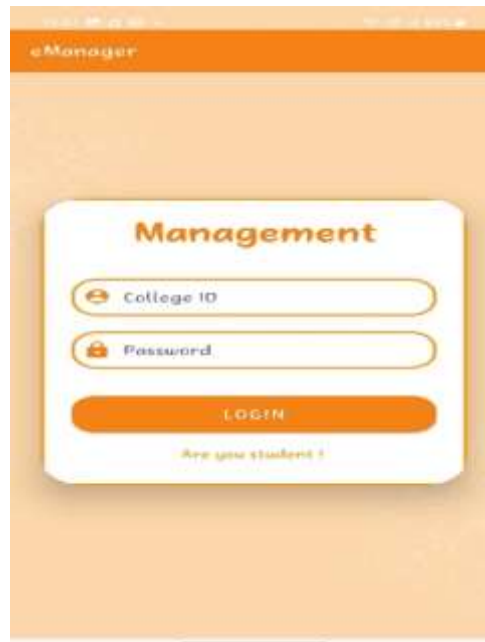 eManager
Management
College ID
Password
LOGIN
Are you student !